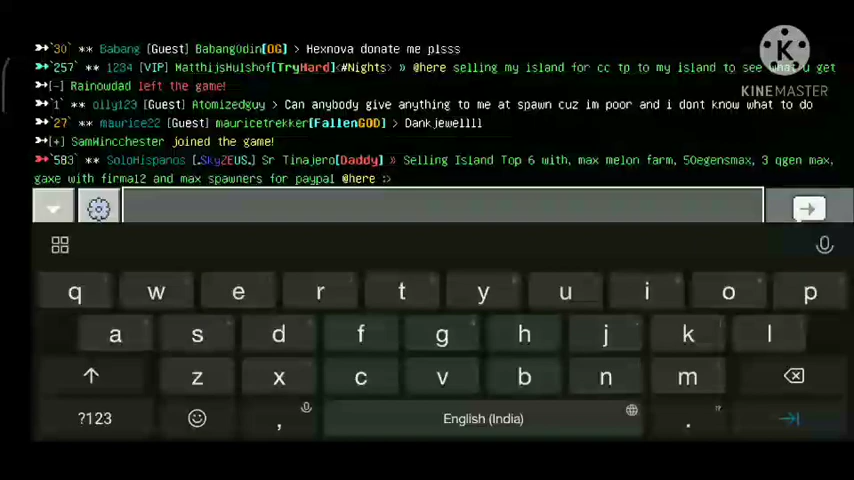 ➳`30` ** Babang [Guest] BabangOdin[OG] > Hexnova donate me plsss
➳`257` ** 1234 [VIP] MatthijsHulshof[TryHard]<#Nights> » @here selling my island for cc tp to my island to see what u get
[-] Rainowdad left the game!
➳`1` ** olly123 [Guest] Atomizedguy > Can anybody give anything to me at spawn cuz im poor and i dont know what to do
➳`27` ** maurice22 [Guest] mauricetrekker[FallenGOD] > Dankjewellll
[+] SamWincchester joined the game!
➳`583` ** SoloHispanos [.SkyZEUS.] Sr Tinajero[Daddy] » Selling Island Top 6 with, max melon farm, 50egensmax, 3 qgen max,
gaxe with firmal2 and max spawners for paypal @here :>
K
KINEMASTER
q w e r t y u i o p
a s d f g h j k l
z x c v b n m
?123 , English (India) .